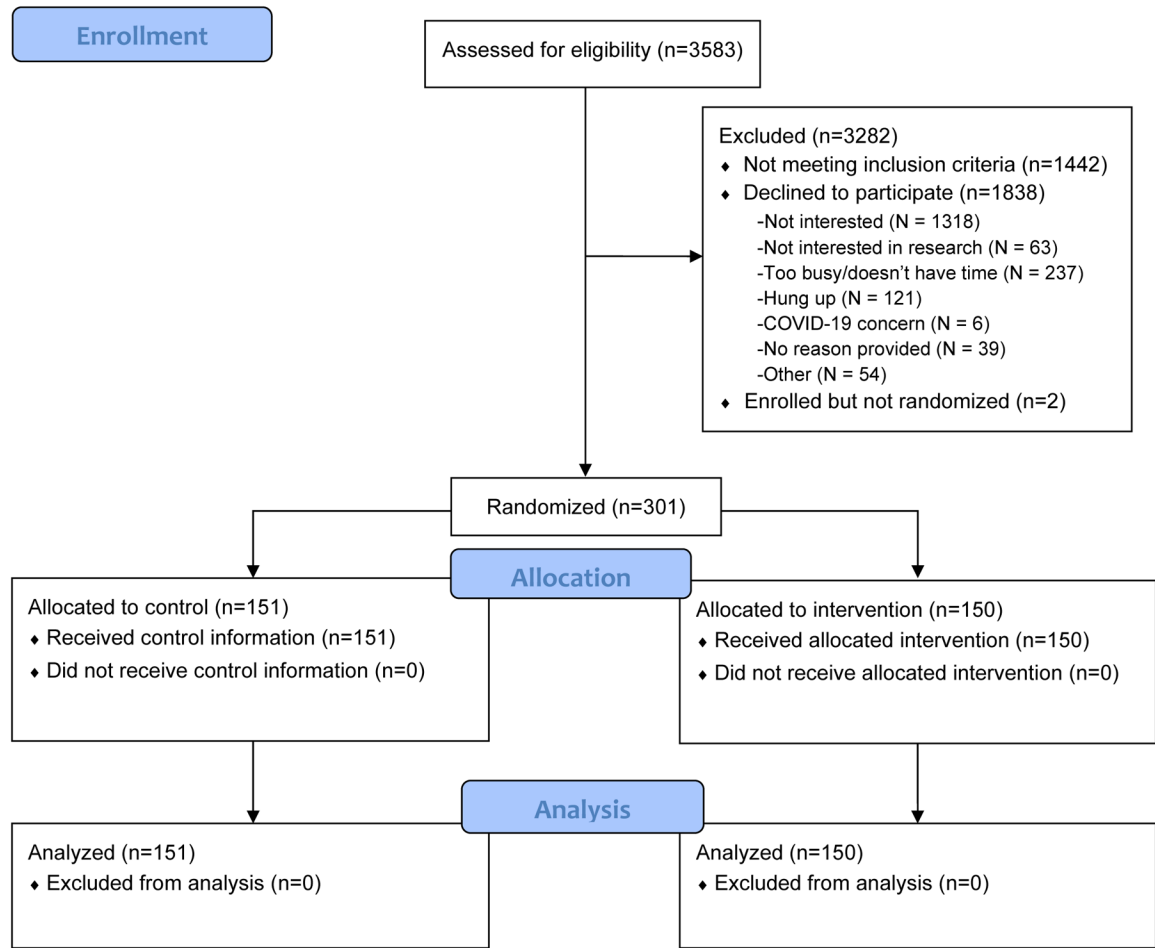 Enrollment
Assessed for eligibility (n=3583)
Excluded (n=3282)
♦ Not meeting inclusion criteria (n=1442)
♦ Declined to participate (n=1838)
-Not interested (N = 1318)
-Not interested in research (N = 63)
-Too busy/doesn’t have time (N = 237)
-Hung up (N = 121)
-COVID-19 concern (N = 6)
-No reason provided (N = 39)
-Other (N = 54)
♦ Enrolled but not randomized (n=2)
Randomized (n=301)
Allocation
Allocated to control (n=151)
♦ Received control information (n=151)
♦ Did not receive control information (n=0)
Allocated to intervention (n=150)
♦ Received allocated intervention (n=150)
♦ Did not receive allocated intervention (n=0)
Analysis
Analyzed (n=151)
♦ Excluded from analysis (n=0)
Analyzed (n=150)
♦ Excluded from analysis (n=0)